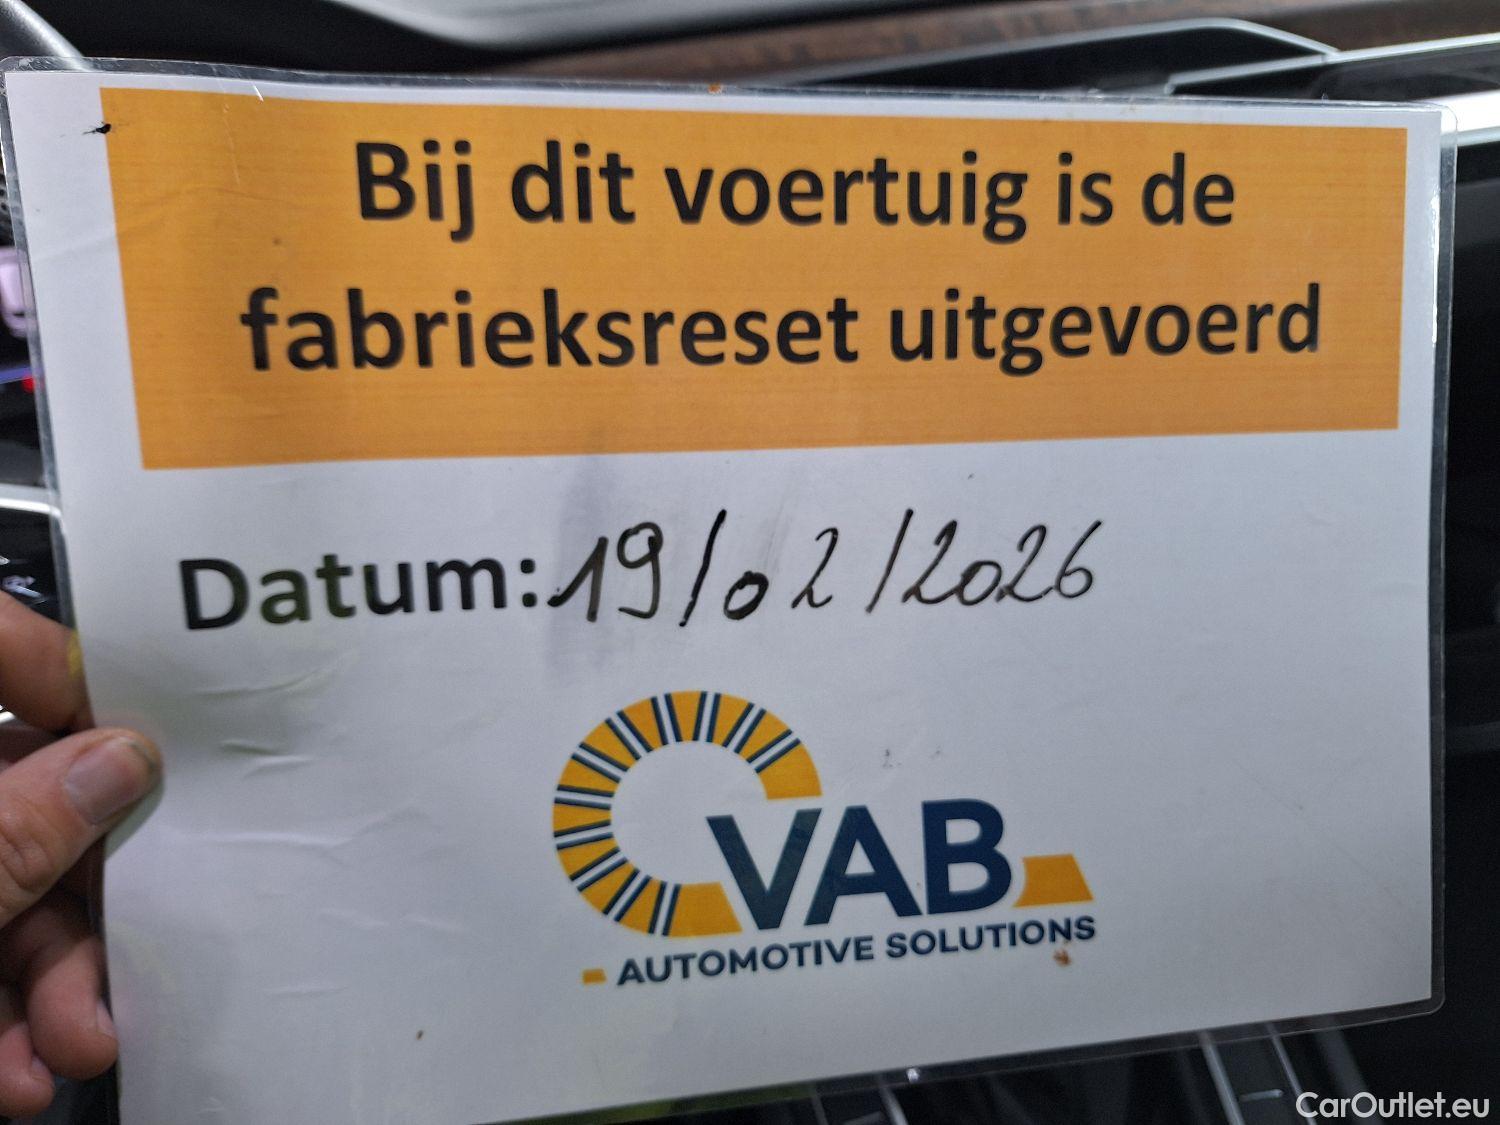 Bij dit voertuig is de
fabrieksreset uitgevoerd
Datum: 19/02/2026
VAB
AUTOMOTIVE SOLUTIONS
CarOutlet.eu